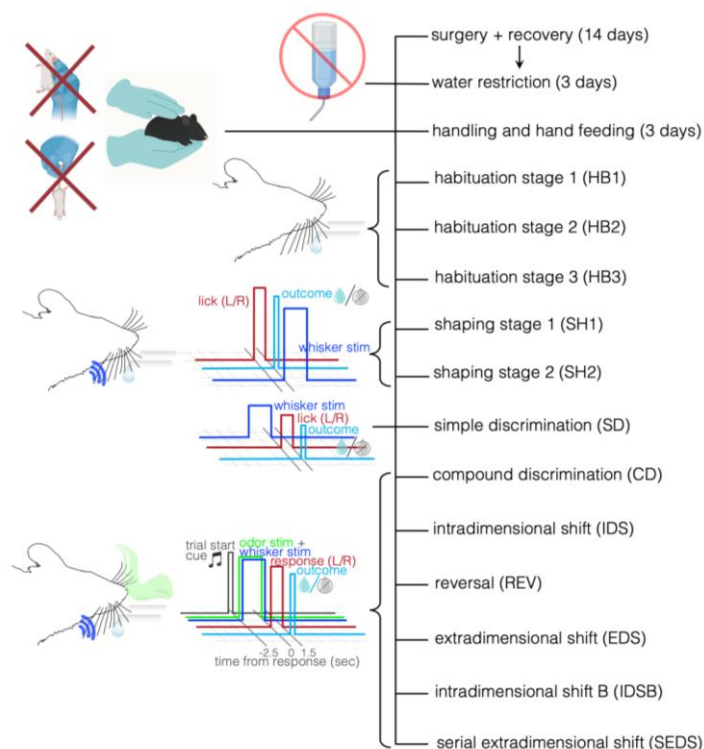 surgery + recovery (14 days)
water restriction (3 days)
handling and hand feeding (3 days)
habituation stage 1 (HB1)
habituation stage 2 (HB2)
habituation stage 3 (HB3)
lick (L/R)
outcome
whisker stim
shaping stage 1 (SH1)
shaping stage 2 (SH2)
whisker stim
lick (L/R)
outcome
simple discrimination (SD)
compound discrimination (CD)
trial start
cue
odor stim +
whisker stim
response (L/R)
outcome
-2.5 0 1.5
time from response (sec)
intradimensional shift (IDS)
reversal (REV)
extradimensional shift (EDS)
intradimensional shift B (IDSB)
serial extradimensional shift (SEDS)